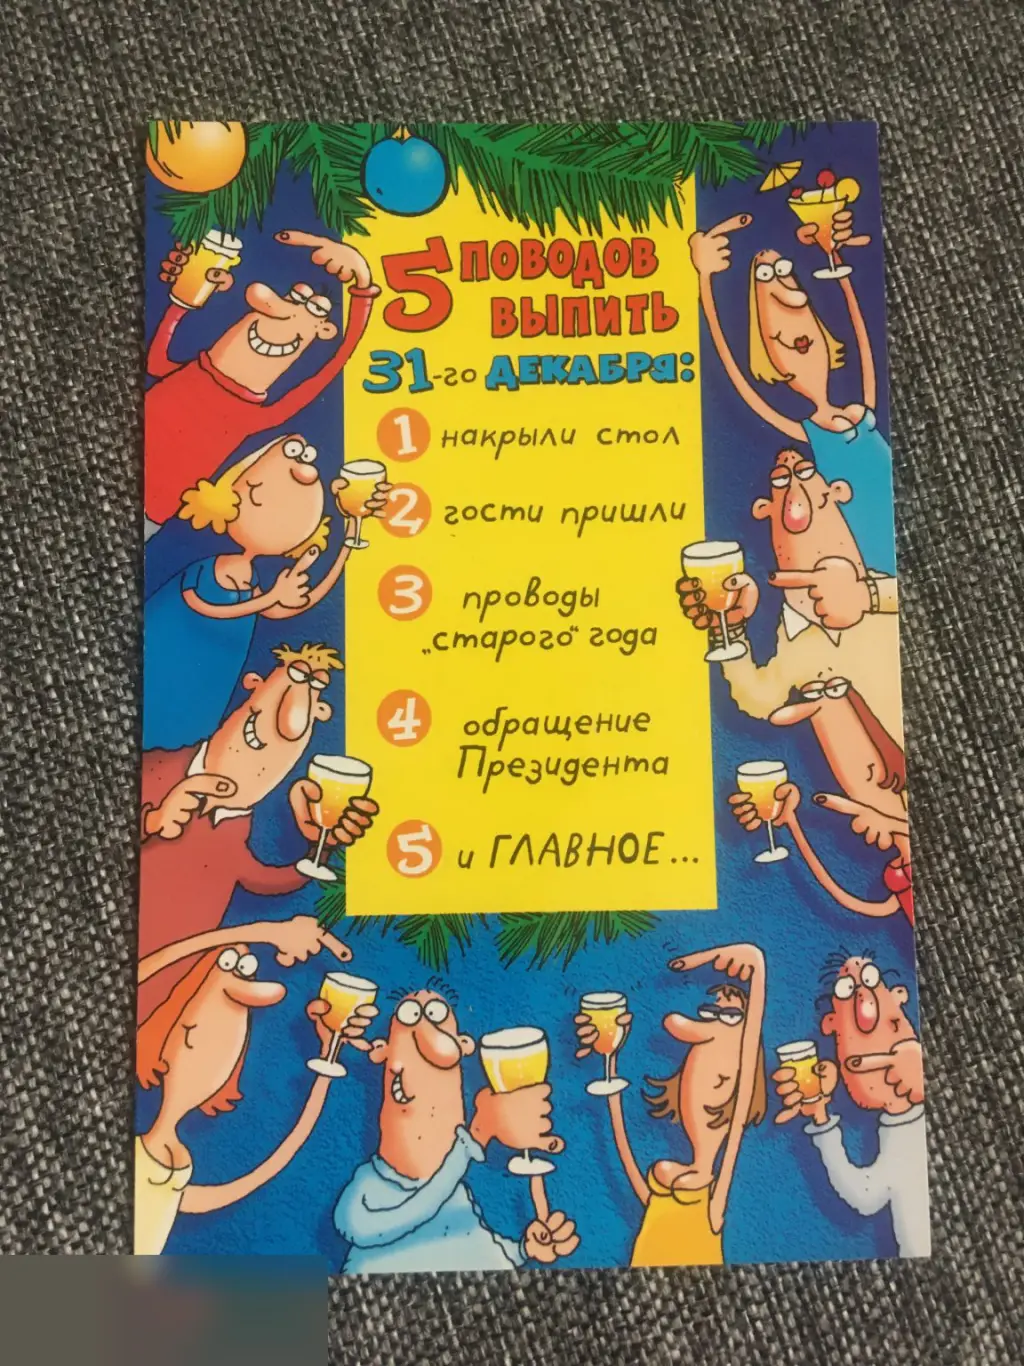 5 ПОВОДОВ
ВЫПИТЬ
31-го ДЕКАБРЯ:
1 накрыли стол
2 гости пришли
3 проводы
„старого“ года
4 обращение
Президента
5 и ГЛАВНОЕ...